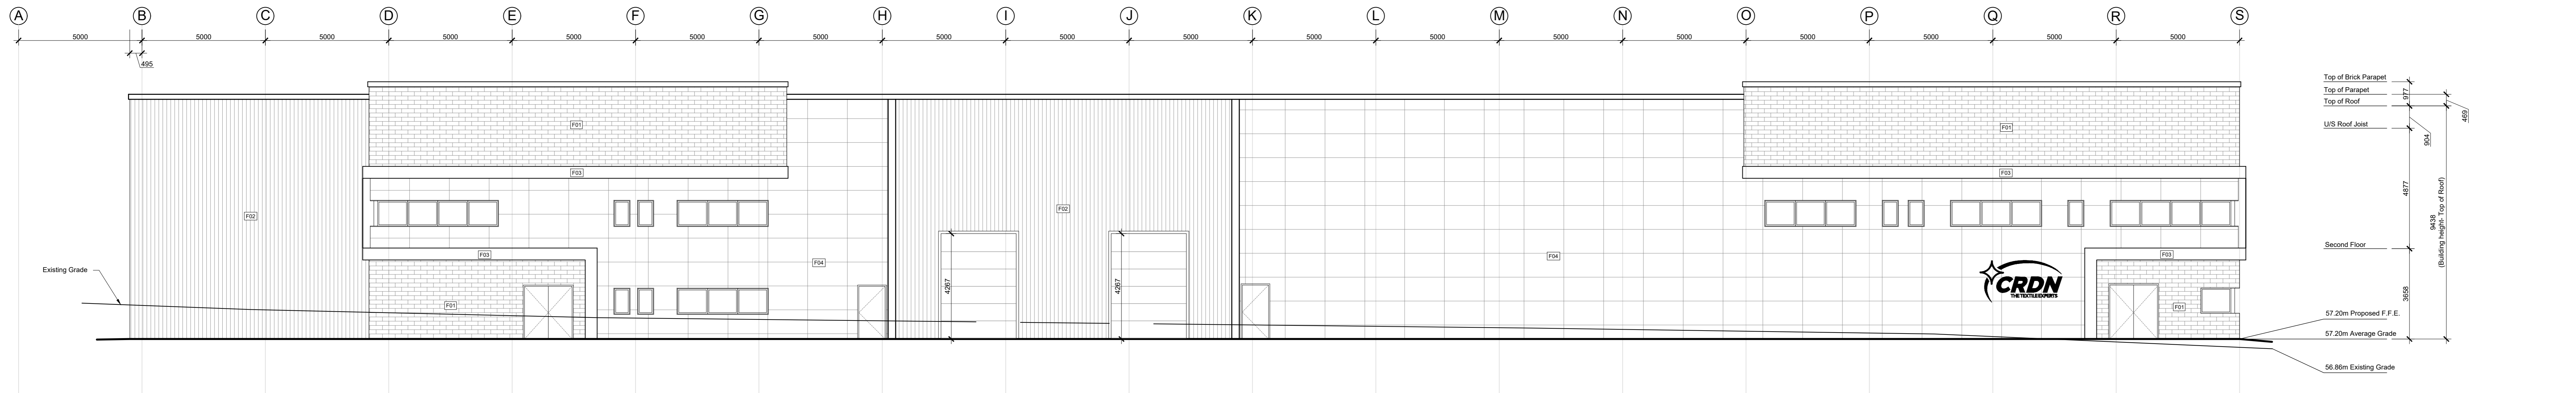 A B C D E F G H I J K L M N O P Q R S
5000 5000 5000 5000 5000 5000 5000 5000 5000 5000 5000 5000 5000 5000 5000 5000 5000 5000
495
Top of Brick Parapet
Top of Parapet
Top of Roof
977
469
U/S Roof Joist
904
F01
F01
F03
F03
4877
9438
(Building height- Top of Roof)
F02
F02
Second Floor
F03
F03
F04
F04
Existing Grade
4267
4267
CRDN
THE TEXTILE EXPERTS
3658
F01
F01
57.20m Proposed F.F.E.
57.20m Average Grade
56.86m Existing Grade